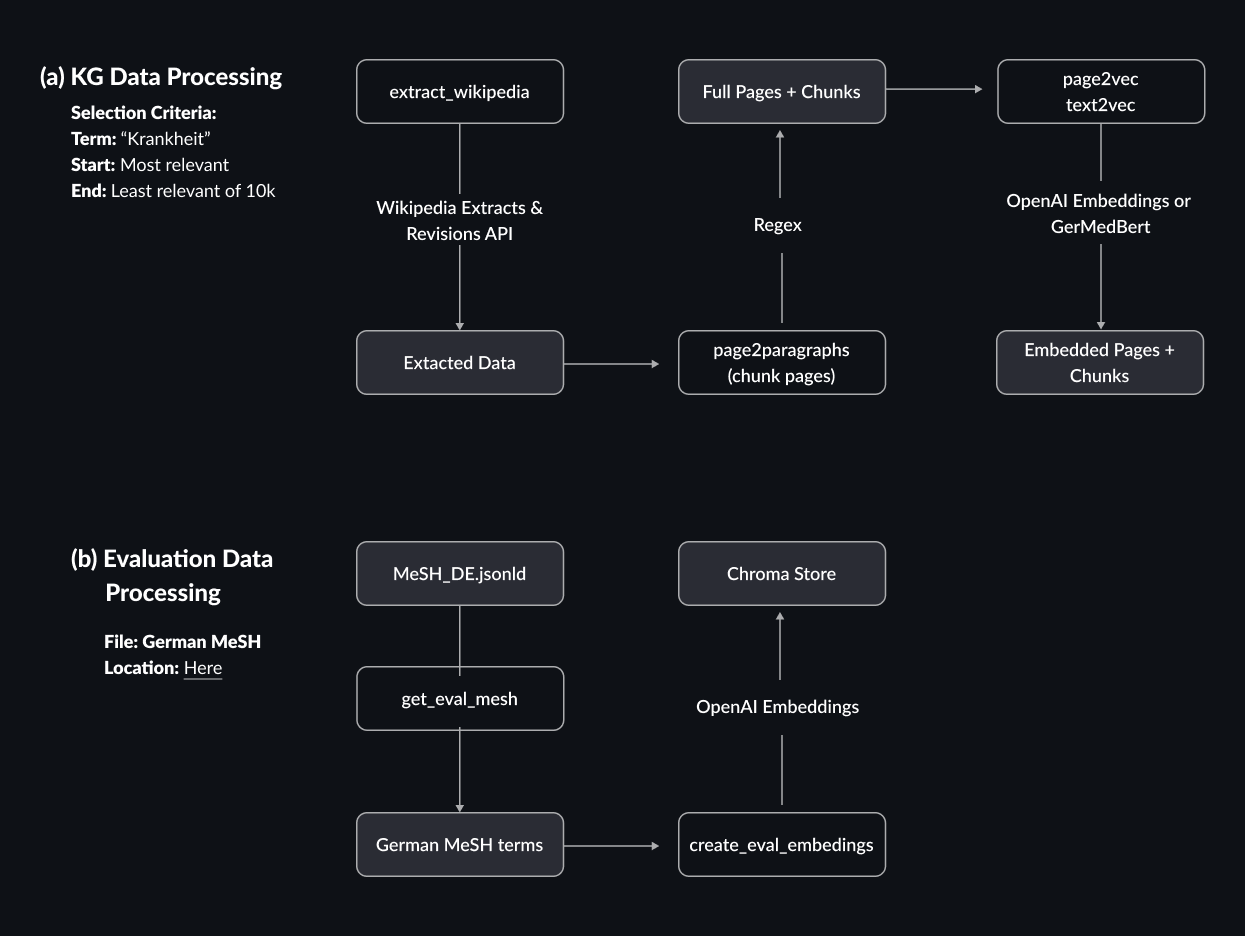 (a) KG Data Processing
Selection Criteria:
Term: “Krankheit”
Start: Most relevant
End: Least relevant of 10k
extract_wikipedia
Wikipedia Extracts &
Revisions API
Extacted Data
Full Pages + Chunks
Regex
page2paragraphs
(chunk pages)
page2vec
text2vec
OpenAI Embeddings or
GerMedBert
Embedded Pages +
Chunks
(b) Evaluation Data
Processing
File: German MeSH
Location: Here
MeSH_DE.jsonld
get_eval_mesh
German MeSH terms
Chroma Store
OpenAI Embeddings
create_eval_embedings